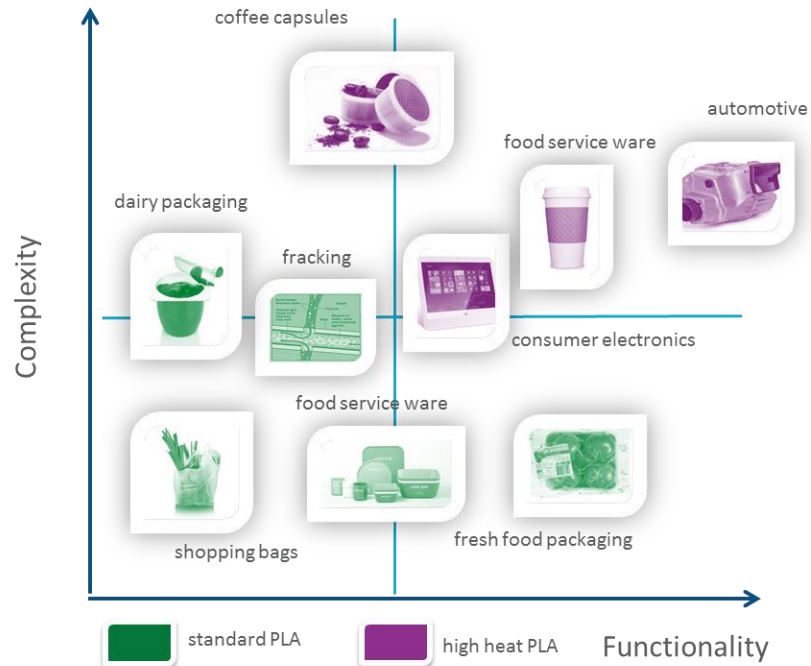 coffee capsules
automotive
food service ware
dairy packaging
fracking
Complexity
consumer electronics
food service ware
shopping bags
fresh food packaging
standard PLA
high heat PLA
Functionality